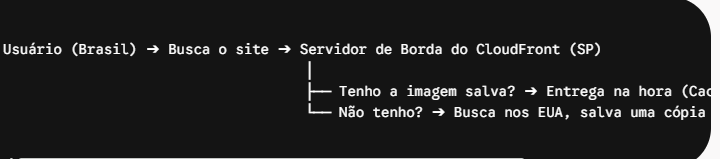 Usuário (Brasil) ➔ Busca o site ➔ Servidor de Borda do CloudFront (SP)
├── Tenho a imagem salva? ➔ Entrega na hora
└── Não tenho? ➔ Busca nos EUA, salva uma cópia